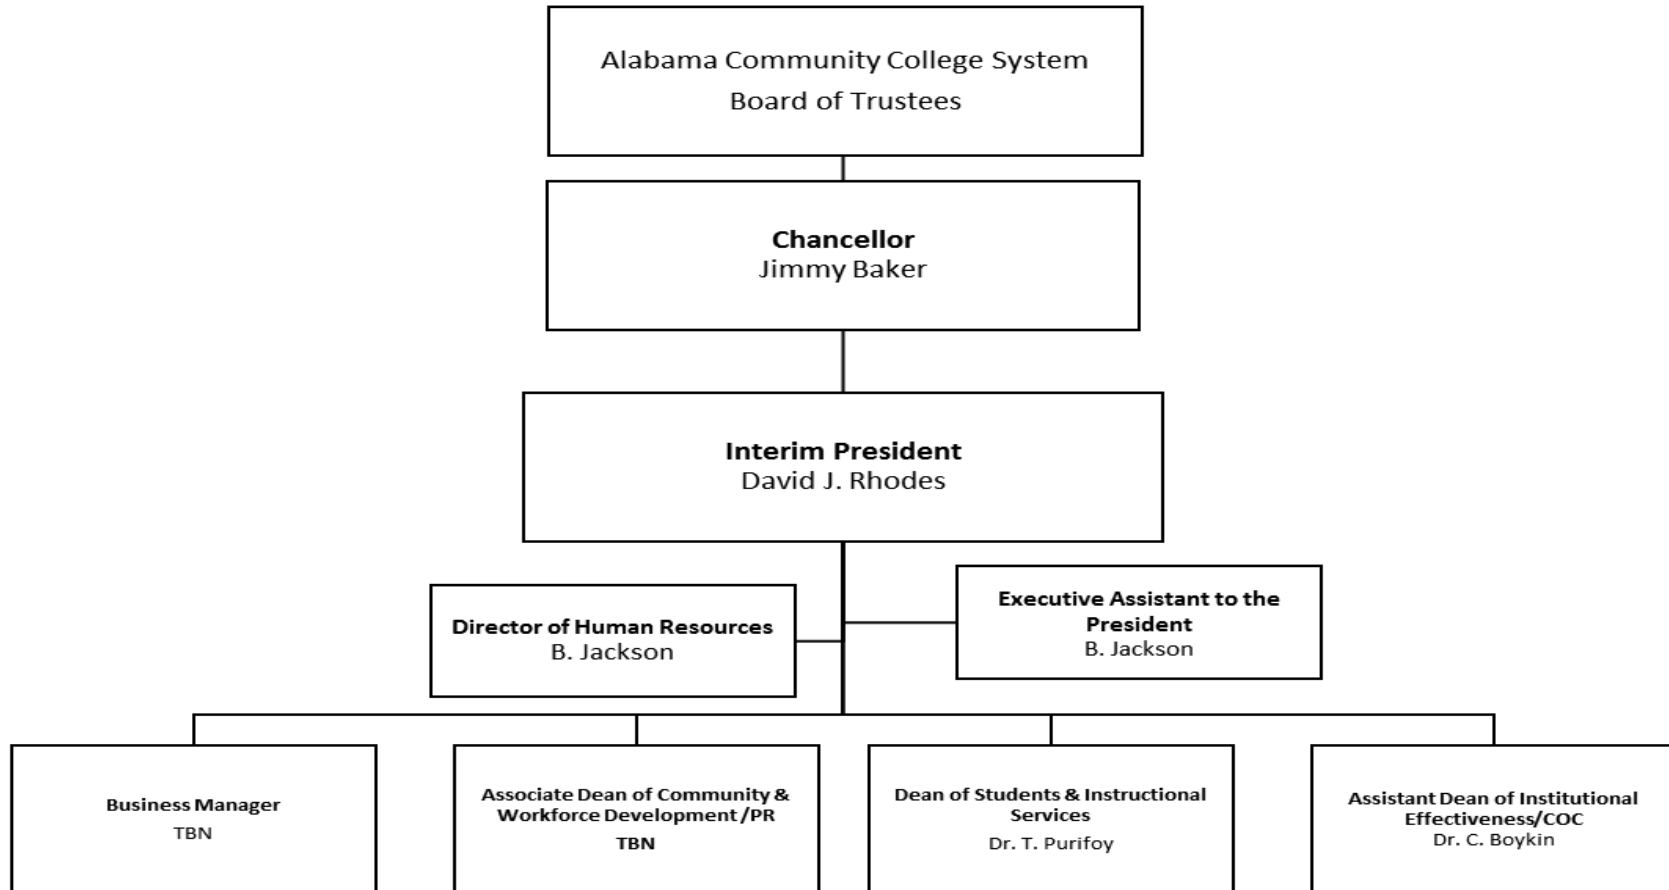 Alabama Community College System
Board of Trustees
Chancellor
Jimmy Baker
Interim President
David J. Rhodes
Director of Human Resources
B. Jackson
Executive Assistant to the
President
B. Jackson
Business Manager
TBN
Associate Dean of Community &
Workforce Development /PR
TBN
Dean of Students & Instructional
Services
Dr. T. Purifoy
Assistant Dean of Institutional
Effectiveness/COC
Dr. C. Boykin